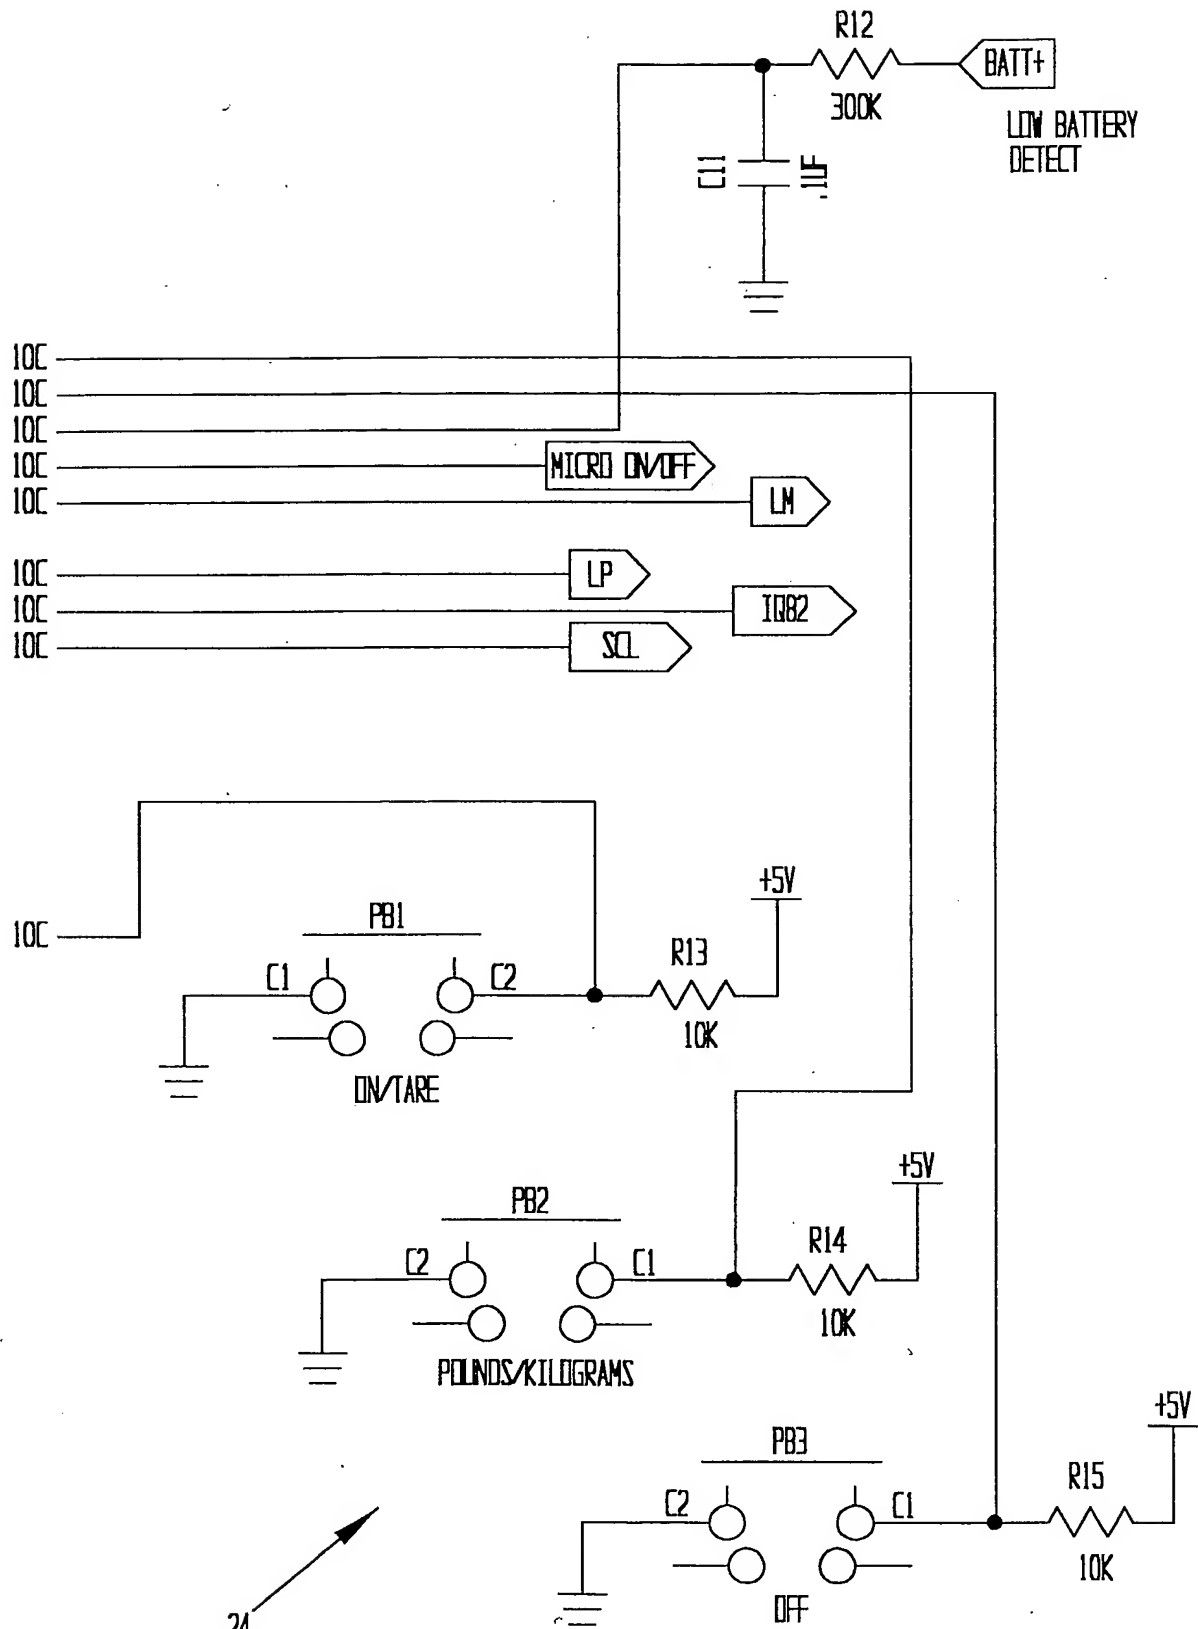 R12
BATT+
300K
LOW BATTERY
DETECT
C11
.1UF
10C
10C
10C
10C
MICRO ON/OFF
10C
LM
10C
LP
10C
IQ82
10C
SCL
+5V
10C
PB1
C1
C2
R13
10K
ON/TARE
+5V
PB2
C2
C1
R14
10K
POUNDS/KILOGRAMS
+5V
PB3
C2
C1
R15
10K
OFF
24